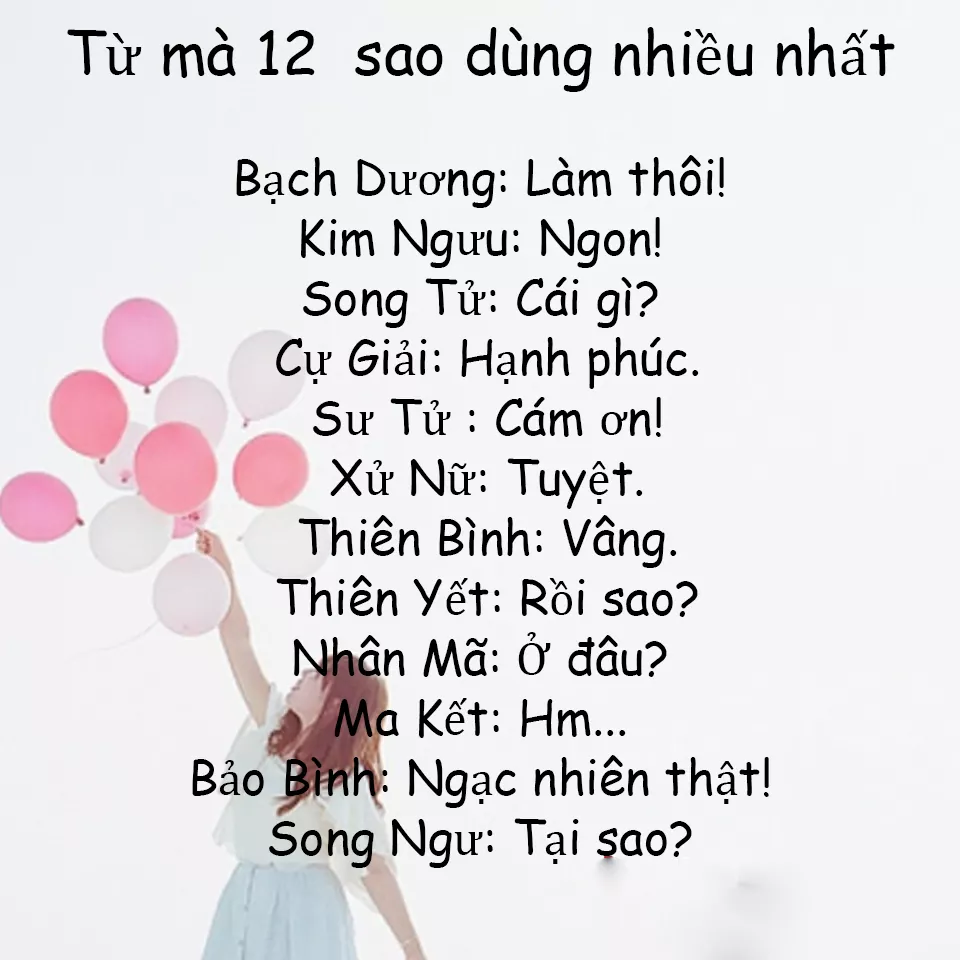 Từ mà 12 sao dùng nhiều nhất
Bạch Dương: Làm thôi!
Kim Ngưu: Ngon!
Song Tử: Cái gì?
Cự Giải: Hạnh phúc.
Sư Tử : Cám ơn!
Xử Nữ: Tuyệt.
Thiên Bình: Vâng.
Thiên Yết: Rồi sao?
Nhân Mã: Ở đâu?
Ma Kết: Hm...
Bảo Bình: Ngạc nhiên thật!
Song Ngư: Tại sao?